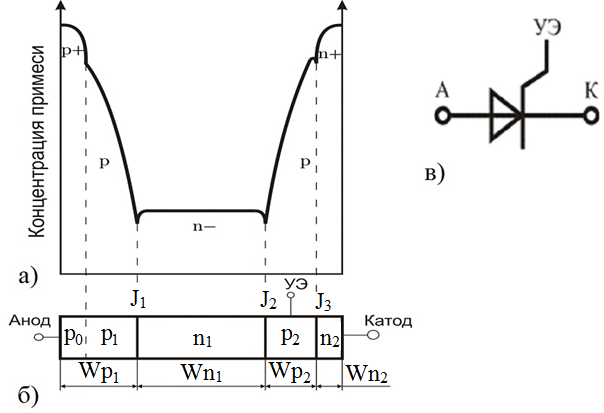 Концентрация примеси
p+
n+
p
p
n−
а)
J1
J2
J3
УЭ
Анод
p0
p1
n1
p2
n2
Катод
Wp1
Wn1
Wp2
Wn2
б)
УЭ
А
К
в)